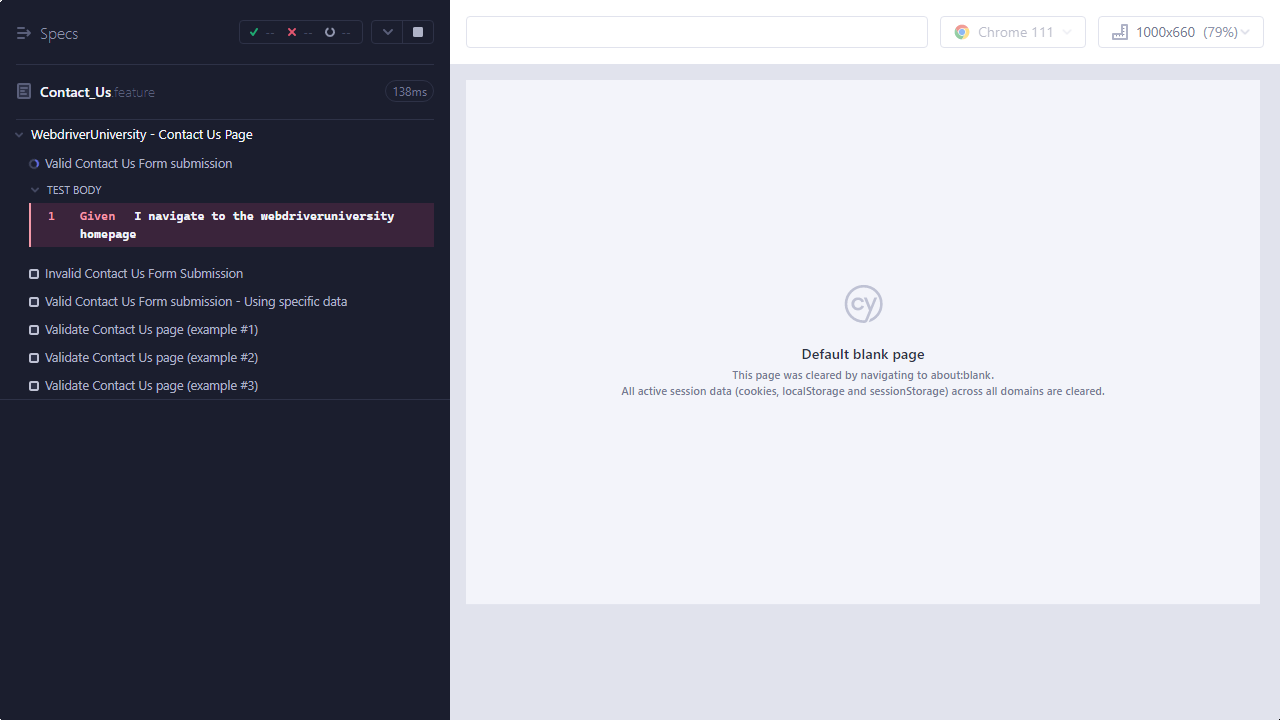 Specs
-- -- --
Contact_Us.feature 138ms
WebdriverUniversity - Contact Us Page
Valid Contact Us Form submission
TEST BODY
1 Given I navigate to the webdriveruniversity
homepage
Invalid Contact Us Form Submission
Valid Contact Us Form submission - Using specific data
Validate Contact Us page (example #1)
Validate Contact Us page (example #2)
Validate Contact Us page (example #3)
Chrome 111
1000x660 (79%)
cy
Default blank page
This page was cleared by navigating to about:blank.
All active session data (cookies, localStorage and sessionStorage) across all domains are cleared.